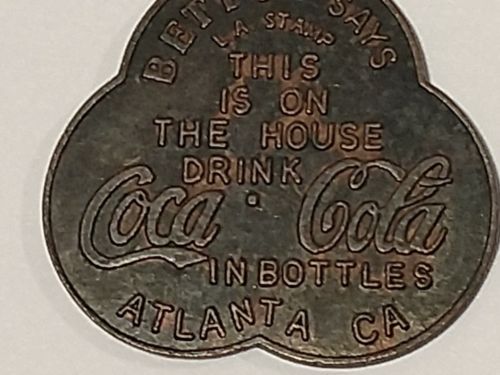 SAYS
LA STAMP
THIS
IS ON
THE HOUSE
DRINK
Coca · Cola
IN BOTTLES
ATLANTA CA